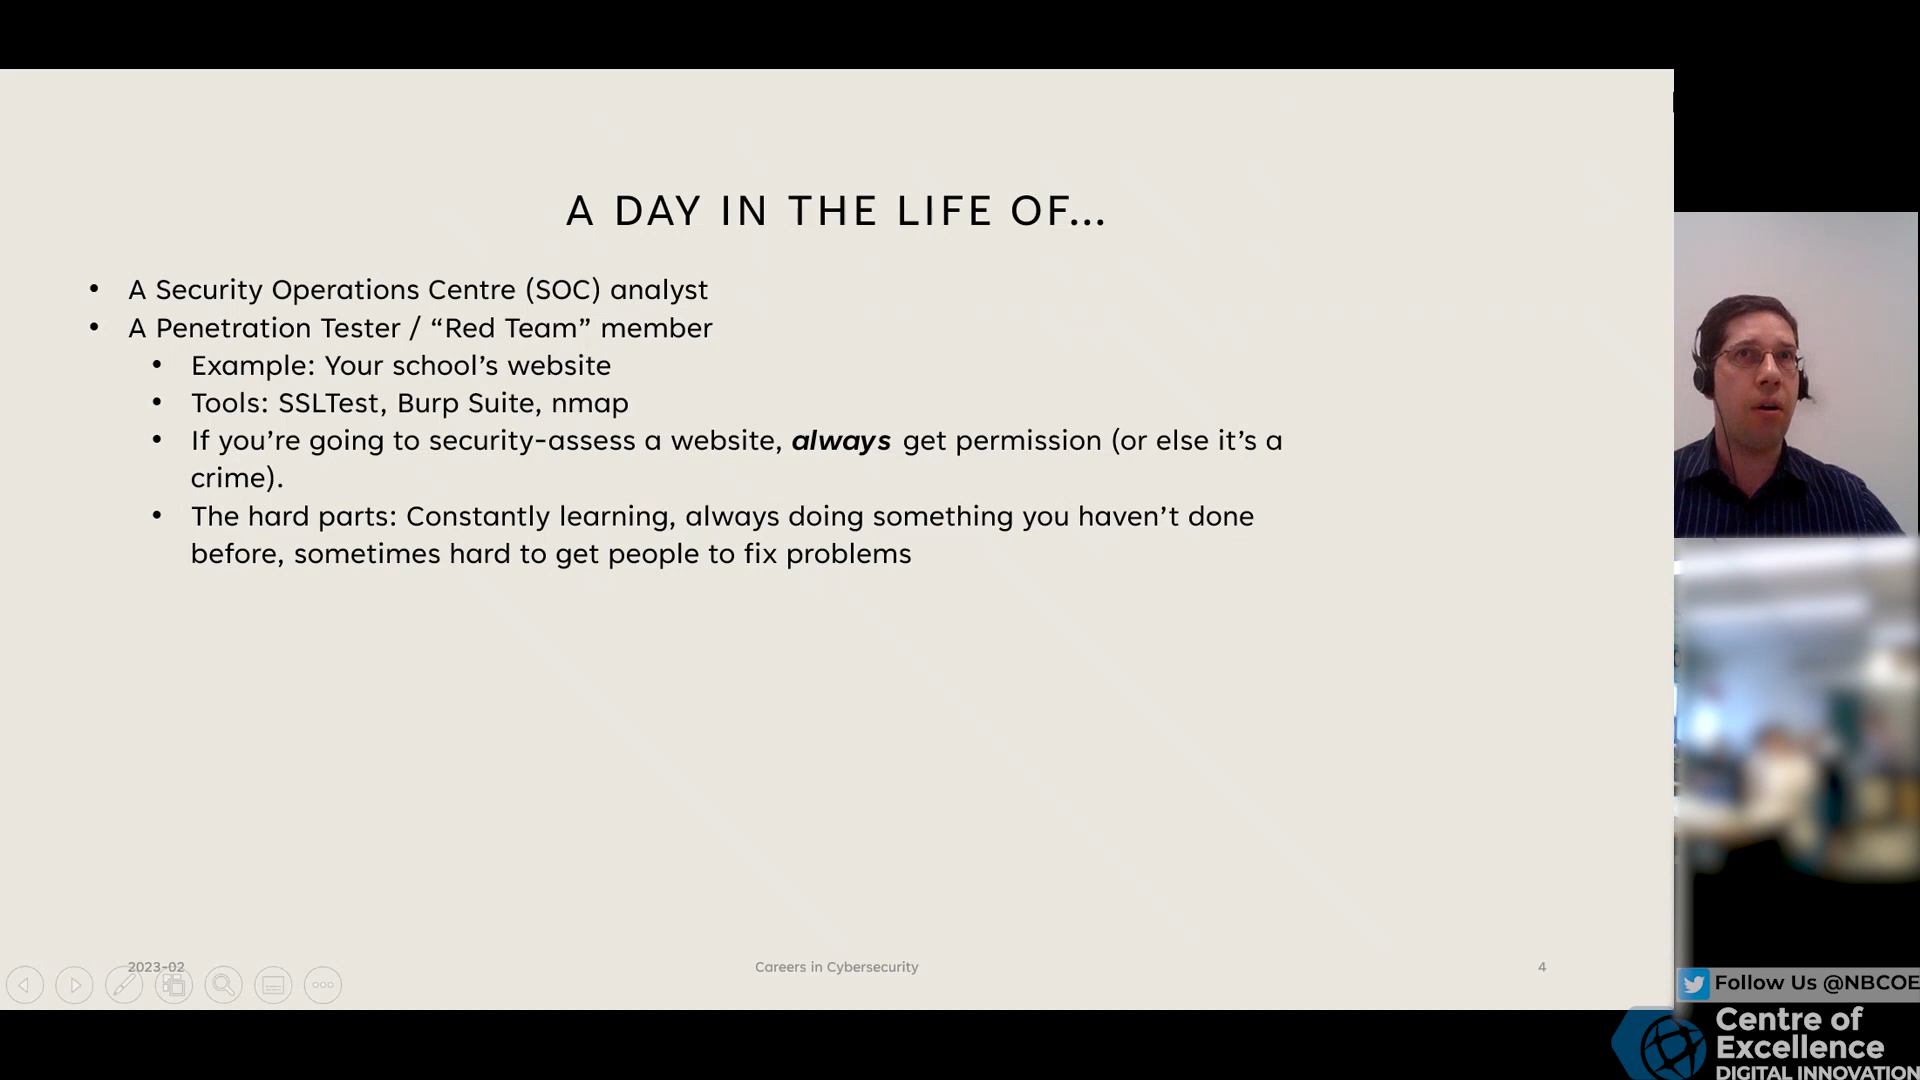 A DAY IN THE LIFE OF...
• A Security Operations Centre (SOC) analyst
• A Penetration Tester / “Red Team” member
• Example: Your school’s website
• Tools: SSLTest, Burp Suite, nmap
• If you’re going to security-assess a website, always get permission (or else it’s a
crime).
• The hard parts: Constantly learning, always doing something you haven’t done
before, sometimes hard to get people to fix problems
2023-02
Careers in Cybersecurity
4
Follow Us @NBCOE
Centre of
Excellence
DIGITAL INNOVATION